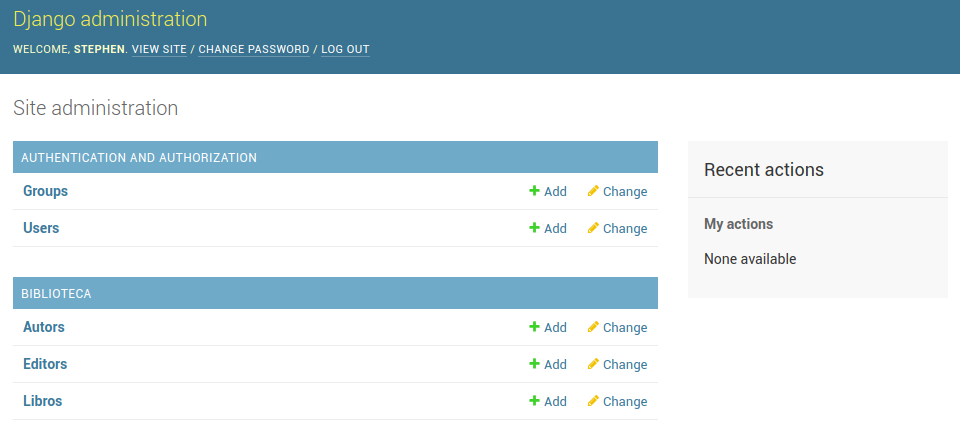 Django administration
WELCOME, STEPHEN. VIEW SITE / CHANGE PASSWORD / LOG OUT
Site administration
AUTHENTICATION AND AUTHORIZATION
Groups Add Change
Users Add Change
BIBLIOTECA
Autors Add Change
Editors Add Change
Libros Add Change
Recent actions
My actions
None available